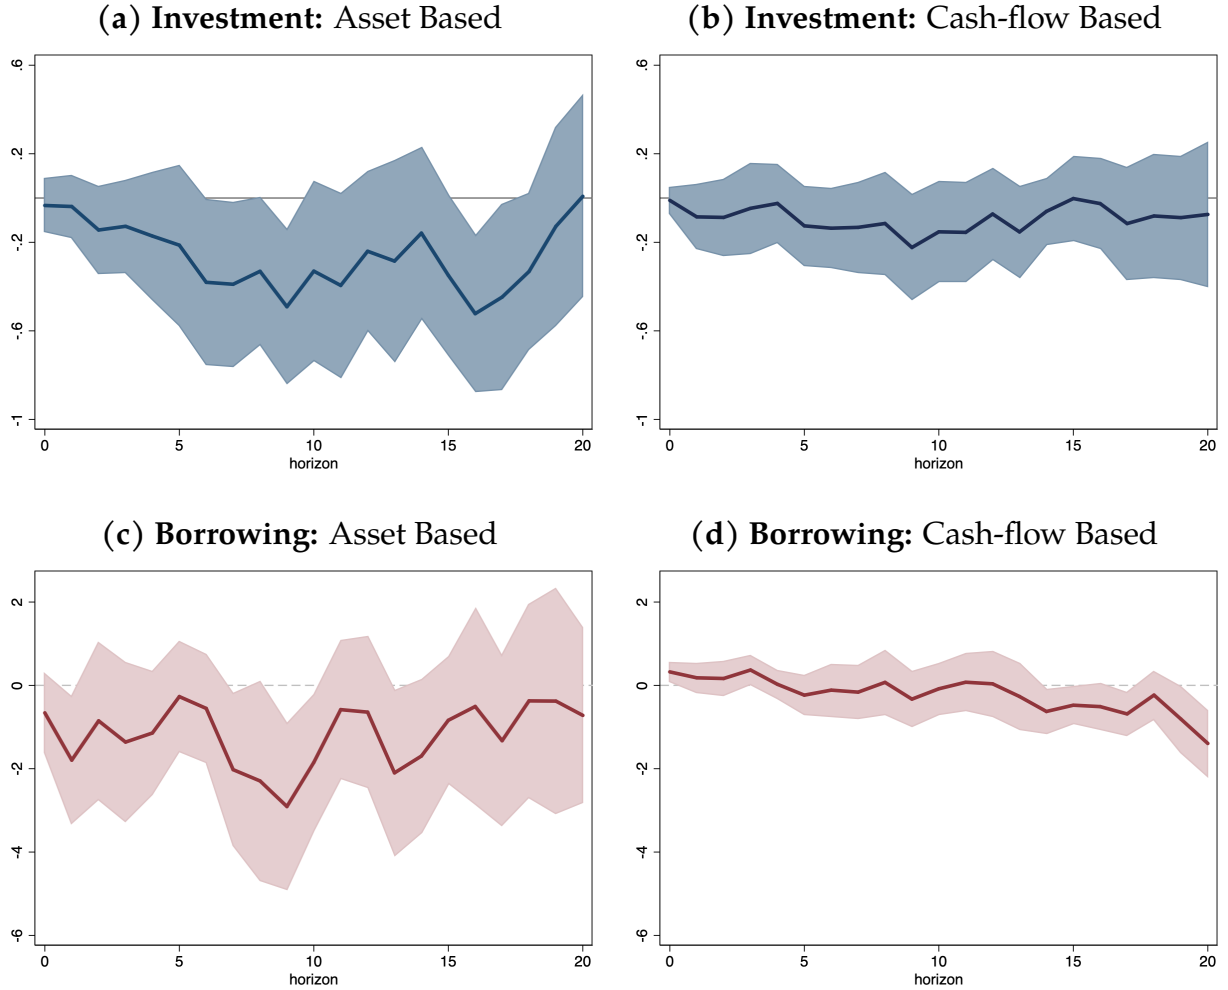 (a) Investment: Asset Based
(b) Investment: Cash-flow Based
.6
.2
-.2
-.6
-1
0 5 10 15 20
horizon
.6
.2
-.2
-.6
-1
0 5 10 15 20
horizon
(c) Borrowing: Asset Based
(d) Borrowing: Cash-flow Based
2
0
-2
-4
-6
0 5 10 15 20
horizon
2
0
-2
-4
-6
0 5 10 15 20
horizon